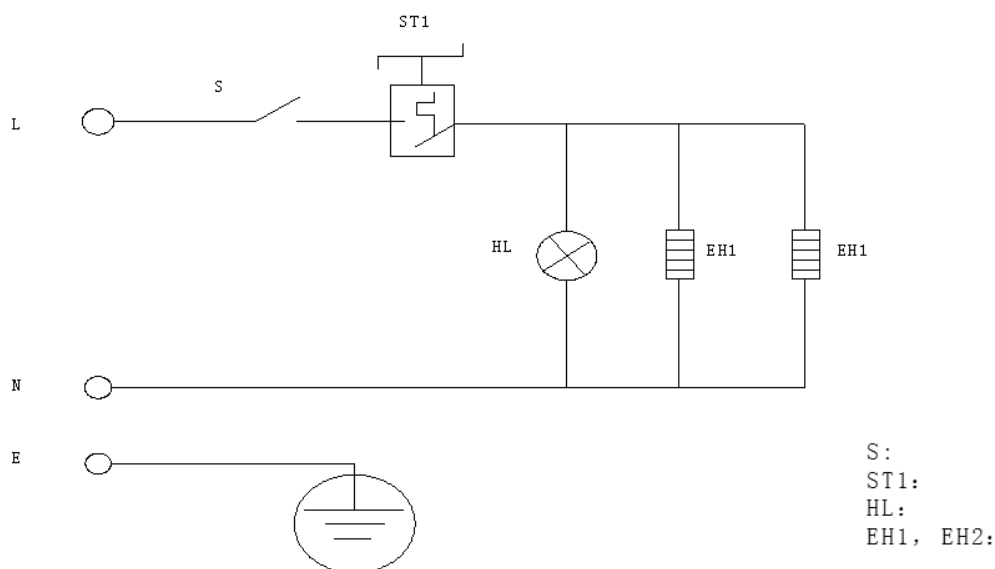 ST1
S
L
HL
EH1
EH1
N
E
S:
ST1：
HL：
EH1， EH2：